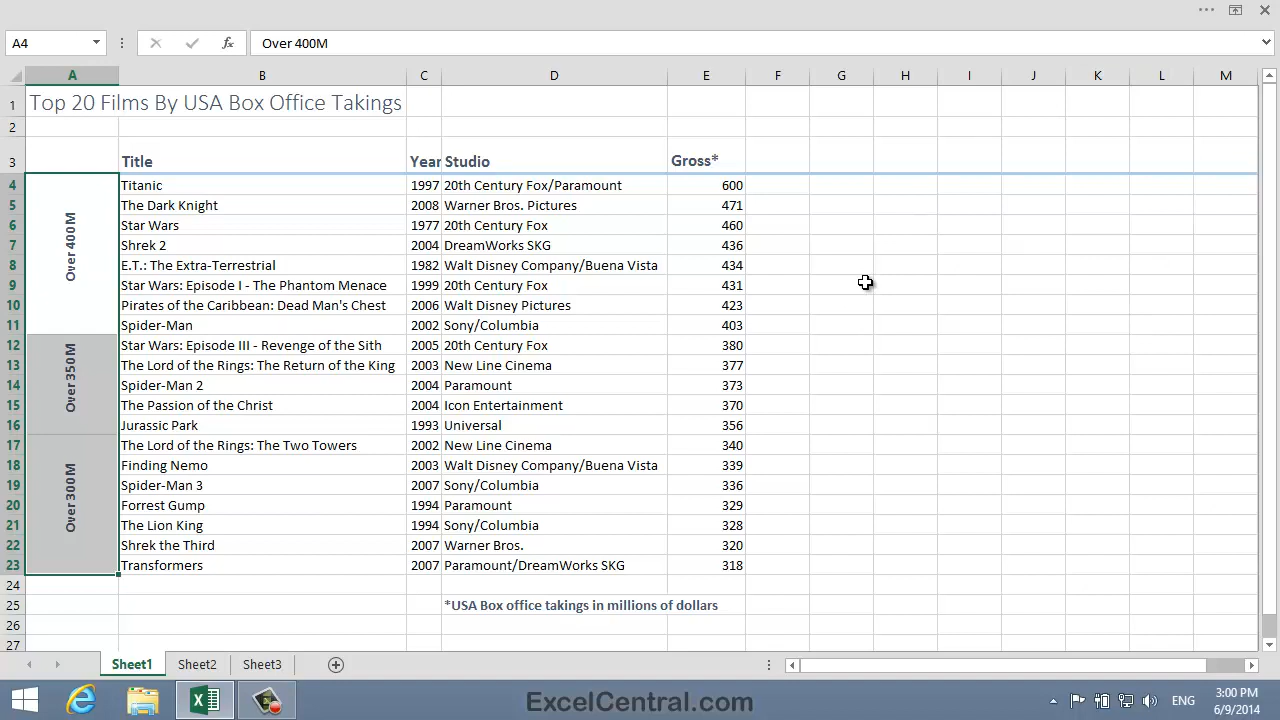 A4 Over 400M
A B C D E F G H I J K L M
1 Top 20 Films By USA Box Office Takings
2
3 Title Year Studio Gross*
4 Titanic 1997 20th Century Fox/Paramount 600
5 The Dark Knight 2008 Warner Bros. Pictures 471
6 Star Wars 1977 20th Century Fox 460
7 Over 400M Shrek 2 2004 DreamWorks SKG 436
8 E.T.: The Extra-Terrestrial 1982 Walt Disney Company/Buena Vista 434
9 Star Wars: Episode I - The Phantom Menace 1999 20th Century Fox 431
10 Pirates of the Caribbean: Dead Man's Chest 2006 Walt Disney Pictures 423
11 Spider-Man 2002 Sony/Columbia 403
12 Star Wars: Episode III - Revenge of the Sith 2005 20th Century Fox 380
13 Over 350M The Lord of the Rings: The Return of the King 2003 New Line Cinema 377
14 Spider-Man 2 2004 Paramount 373
15 The Passion of the Christ 2004 Icon Entertainment 370
16 Jurassic Park 1993 Universal 356
17 The Lord of the Rings: The Two Towers 2002 New Line Cinema 340
18 Finding Nemo 2003 Walt Disney Company/Buena Vista 339
19 Over 300M Spider-Man 3 2007 Sony/Columbia 336
20 Forrest Gump 1994 Paramount 329
21 The Lion King 1994 Sony/Columbia 328
22 Shrek the Third 2007 Warner Bros. 320
23 Transformers 2007 Paramount/DreamWorks SKG 318
24
25 *USA Box office takings in millions of dollars
26
27
Sheet1 Sheet2 Sheet3
ExcelCentral.com ENG 3:00 PM
6/9/2014